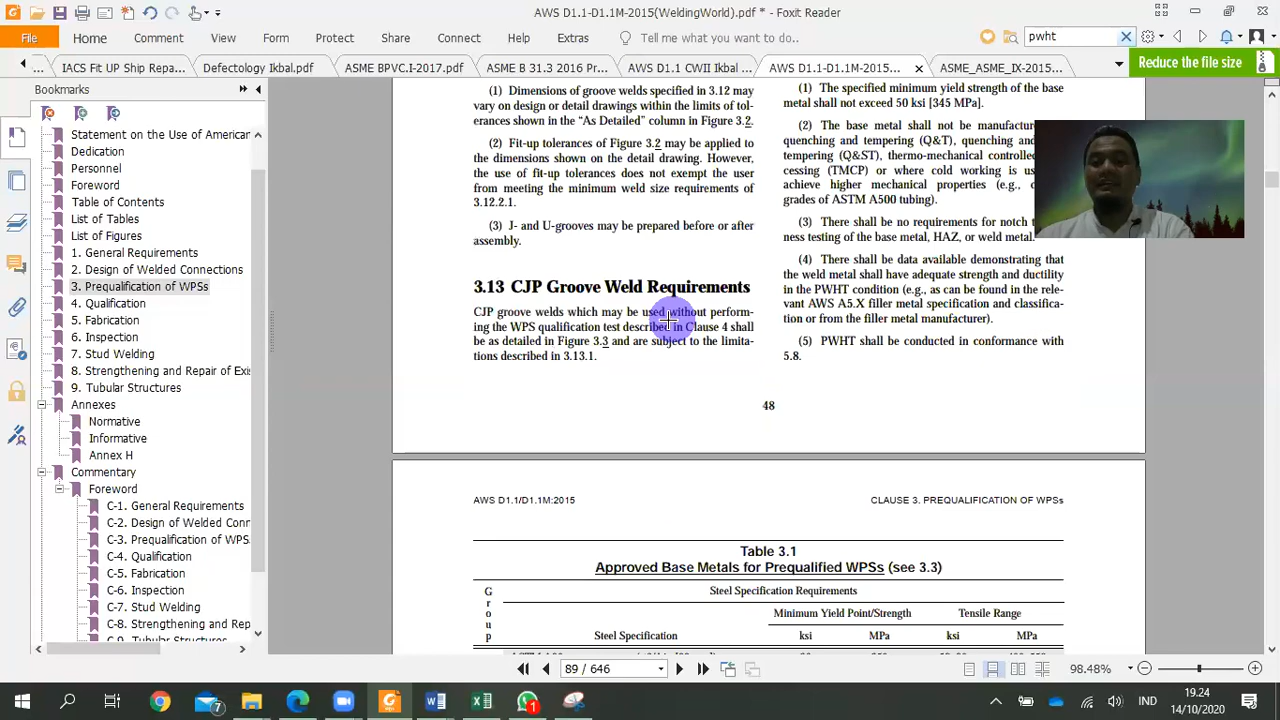 AWS D1.1-D1.1M-2015(WeldingWorld).pdf * - Foxit Reader
File
Home
Comment
View
Form
Protect
Share
Connect
Help
Extras
Tell me what you want to do..
pwht
... IACS Fit UP Ship Repa...
Defectology Ikbal.pdf
ASME BPVC.I-2017.pdf
ASME B 31.3 2016 Pr...
AWS D1.1 CWII Ikbal ...
AWS D1.1-D1.1M-2015...
ASME_ASME_IX-2015...
Reduce the file size
Bookmarks
Statement on the Use of American
Dedication
Personnel
Foreword
Table of Contents
List of Tables
List of Figures
1. General Requirements
2. Design of Welded Connections
3. Prequalification of WPSs
4. Qualification
5. Fabrication
6. Inspection
7. Stud Welding
8. Strengthening and Repair of Exis
9. Tubular Structures
Annexes
Normative
Informative
Annex H
Commentary
Foreword
C-1. General Requirements
C-2. Design of Welded Conn
C-3. Prequalification of WPS
C-4. Qualification
C-5. Fabrication
C-6. Inspection
C-7. Stud Welding
C-8. Strengthening and Rep
C-9. Tubular Structures
(1) Dimensions of groove welds specified in 3.12 may
vary on design or detail drawings within the limits of tol-
erances shown in the “As Detailed” column in Figure 3.2.
(2) Fit-up tolerances of Figure 3.2 may be applied to
the dimensions shown on the detail drawing. However,
the use of fit-up tolerances does not exempt the user
from meeting the minimum weld size requirements of
3.12.2.1.
(3) J- and U-grooves may be prepared before or after
assembly.
3.13 CJP Groove Weld Requirements
CJP groove welds which may be used without perform-
ing the WPS qualification test described in Clause 4 shall
be as detailed in Figure 3.3 and are subject to the limita-
tions described in 3.13.1.
(1) The specified minimum yield strength of the base
metal shall not exceed 50 ksi [345 MPa].
(2) The base metal shall not be manufactur
quenching and tempering (Q&T), quenching and
tempering (Q&ST), thermo-mechanical controlled
cessing (TMCP) or where cold working is us
achieve higher mechanical properties (e.g.,
grades of ASTM A500 tubing).
(3) There shall be no requirements for notch t
ness testing of the base metal, HAZ, or weld metal.
(4) There shall be data available demonstrating that
the weld metal shall have adequate strength and ductility
in the PWHT condition (e.g., as can be found in the rele-
vant AWS A5.X filler metal specification and classifica-
tion or from the filler metal manufacturer).
(5) PWHT shall be conducted in conformance with
5.8.
48
AWS D1.1/D1.1M:2015
CLAUSE 3. PREQUALIFICATION OF WPSs
Table 3.1
Approved Base Metals for Prequalified WPSs (see 3.3)
Group
Steel Specification Requirements
Minimum Yield Point/Strength
Tensile Range
Steel Specification
ksi
MPa
ksi
MPa
89 / 646
98.48%
7
1
IND
19.24
14/10/2020